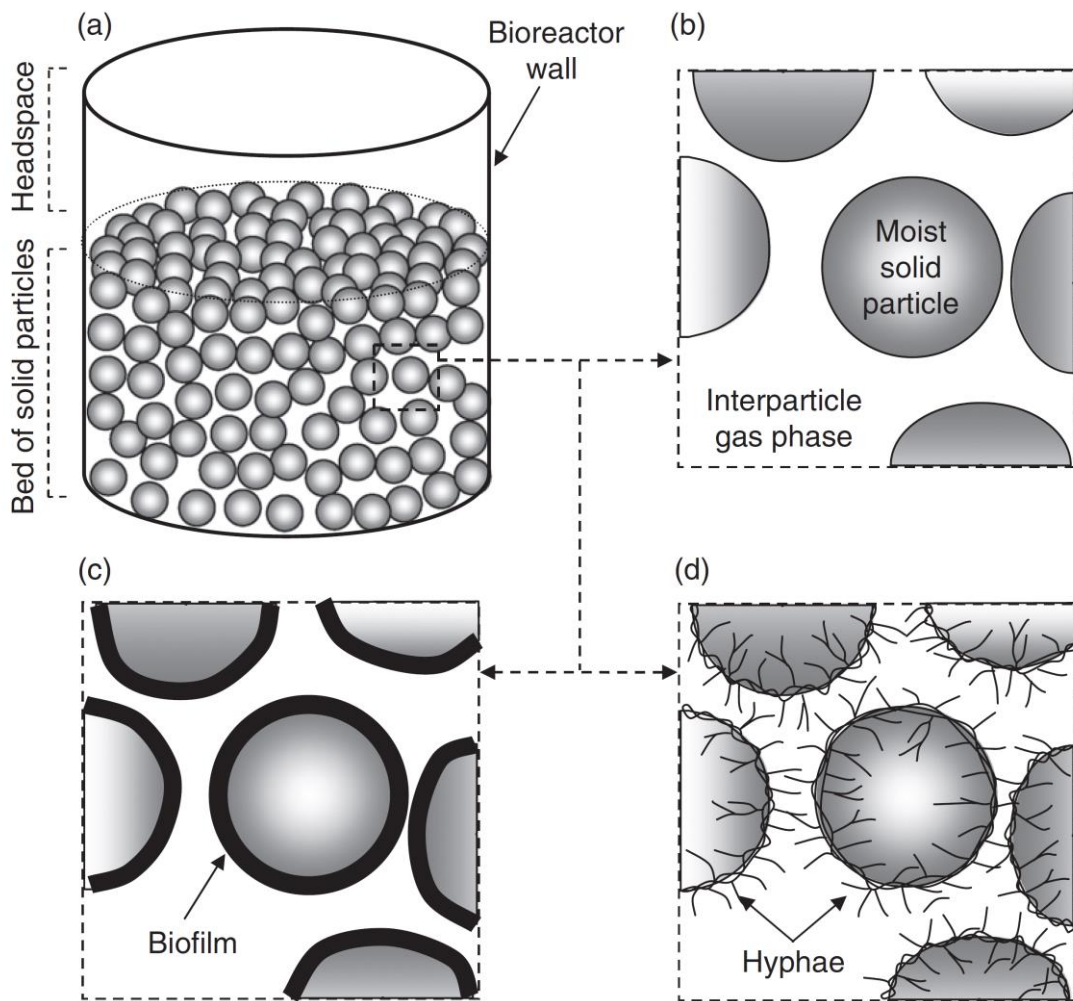 (a)
Bioreactor
wall
Headspace
Bed of solid particles
(b)
Moist
solid
particle
Interparticle
gas phase
(c)
Biofilm
(d)
Hyphae